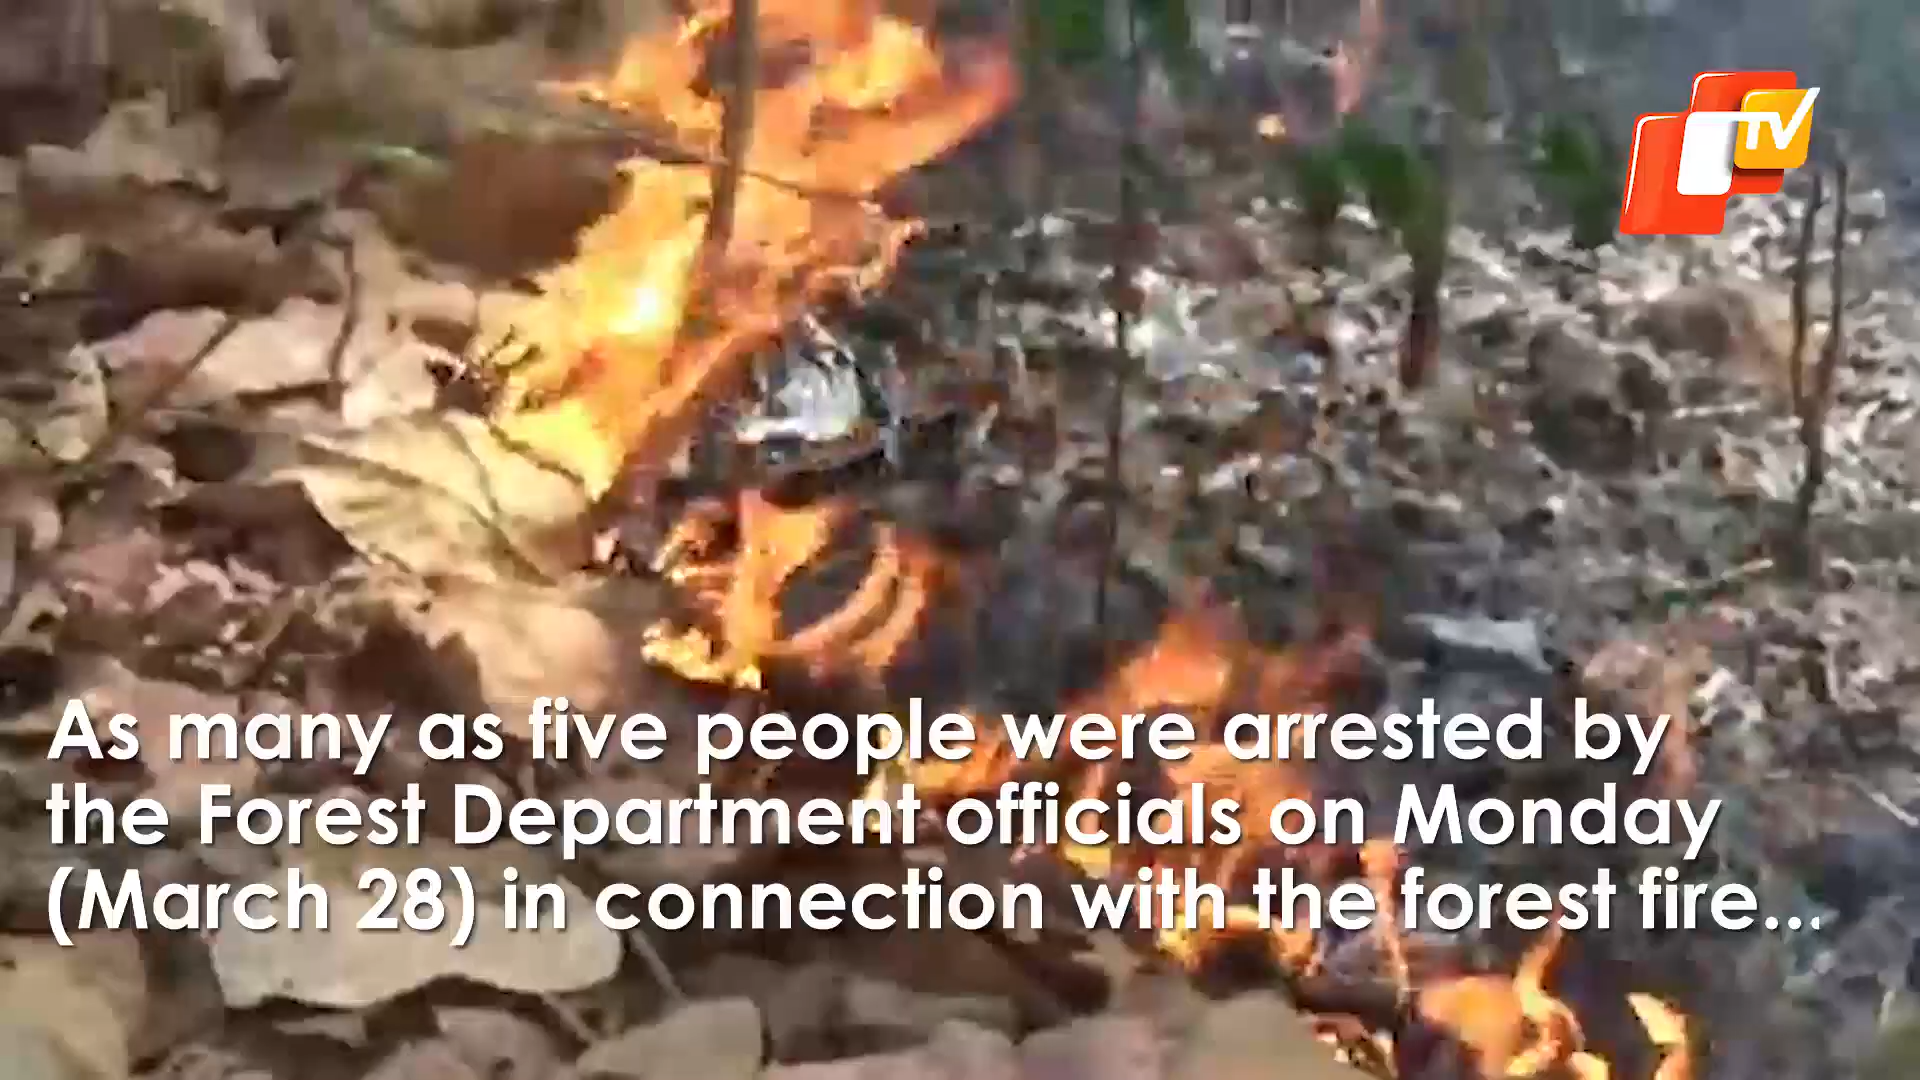 TV
As many as five people were arrested by
the Forest Department officials on Monday
(March 28) in connection with the forest fire...